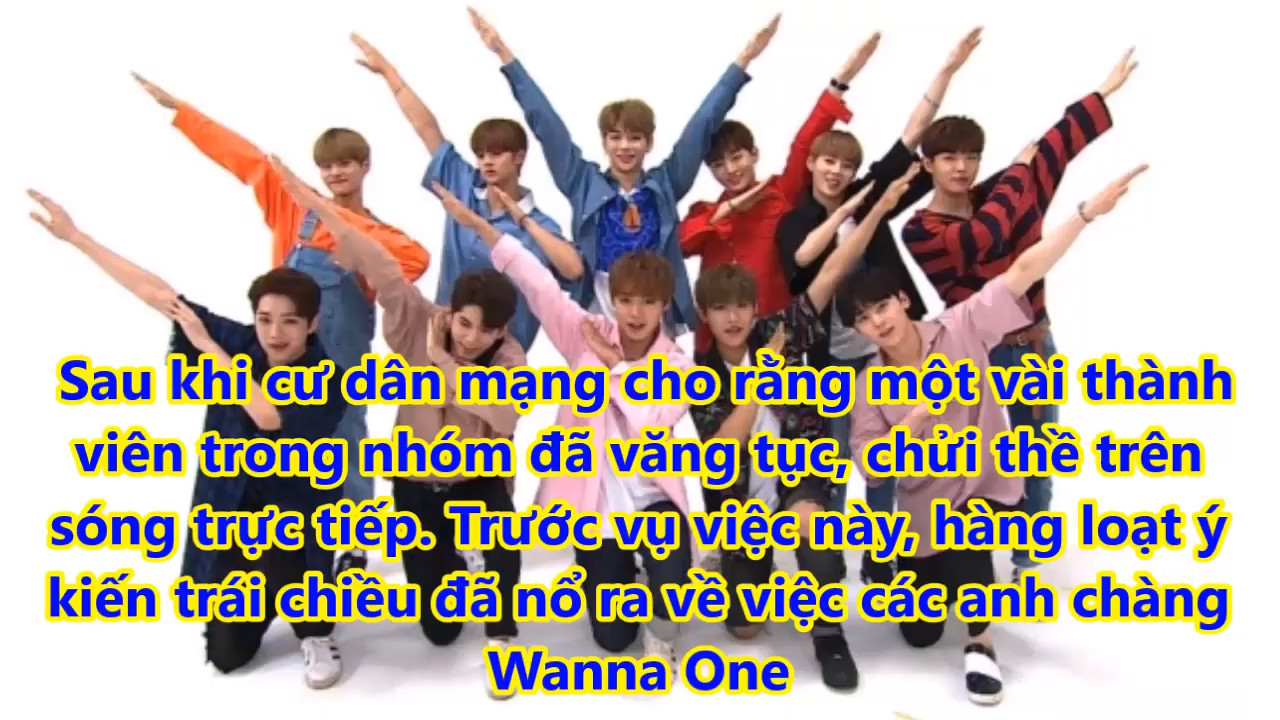 Sau khi cư dân mạng cho rằng một vài thành
viên trong nhóm đã văng tục, chửi thề trên
sóng trực tiếp. Trước vụ việc này, hàng loạt ý
kiến trái chiều đã nổ ra về việc các anh chàng
Wanna One